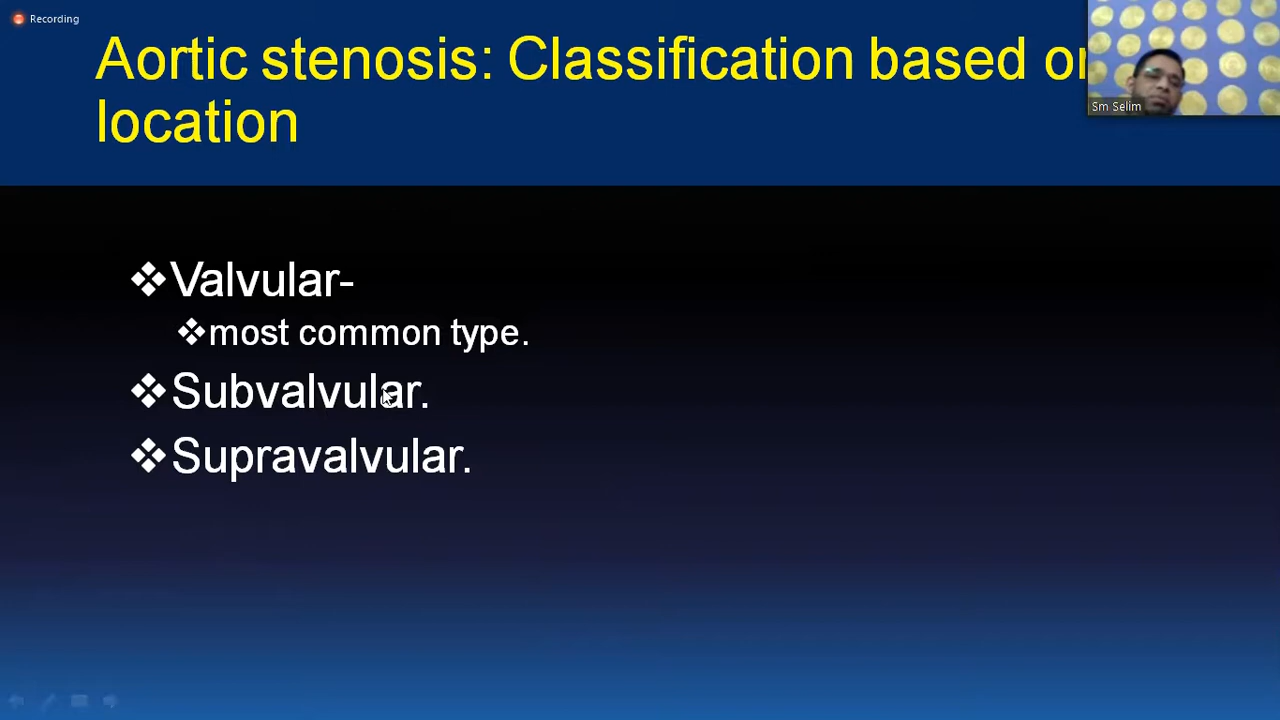 Recording
Aortic stenosis: Classification based on
location
Sm Selim
❖Valvular-
❖most common type.
❖Subvalvular.
❖Supravalvular.